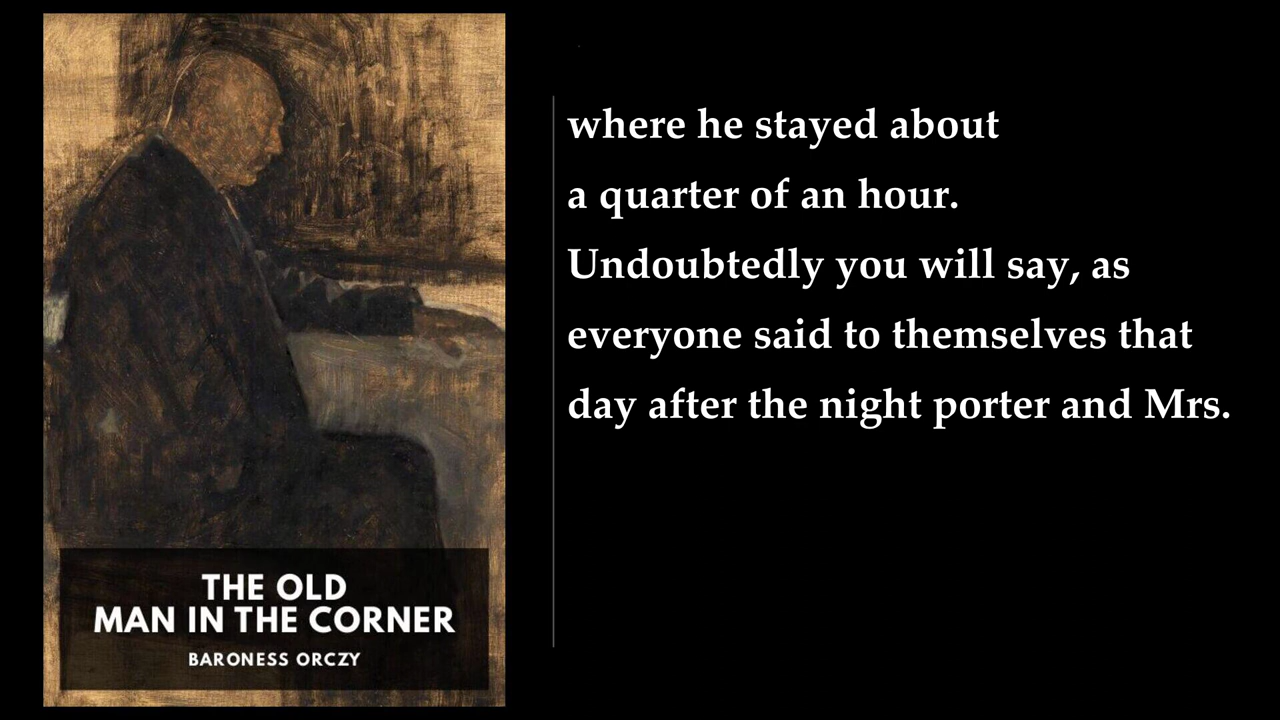 THE OLD
MAN IN THE CORNER
BARONESS ORCZY
where he stayed about
a quarter of an hour.
Undoubtedly you will say, as
everyone said to themselves that
day after the night porter and Mrs.